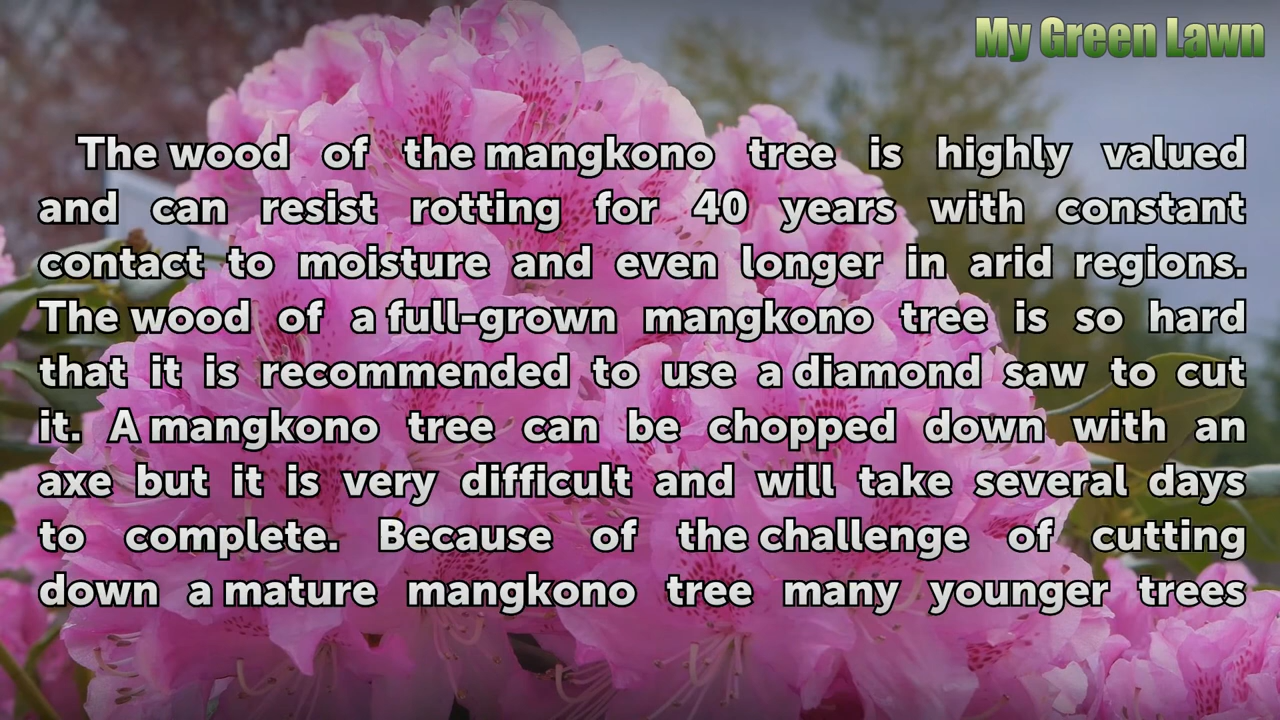 My Green Lawn
The wood of the mangkono tree is highly valued
and can resist rotting for 40 years with constant
contact to moisture and even longer in arid regions.
The wood of a full-grown mangkono tree is so hard
that it is recommended to use a diamond saw to cut
it. A mangkono tree can be chopped down with an
axe but it is very difficult and will take several days
to complete. Because of the challenge of cutting
down a mature mangkono tree many younger trees